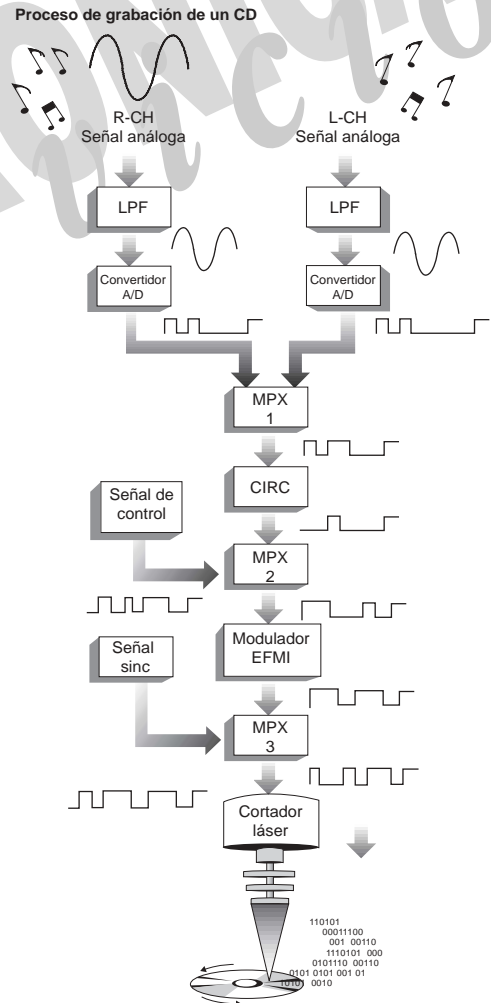 Proceso de grabación de un CD
R-CH
Señal análoga
L-CH
Señal análoga
LPF
LPF
Convertidor
A/D
Convertidor
A/D
MPX
1
CIRC
Señal de
control
MPX
2
Modulador
EFMI
Señal
sinc
MPX
3
Cortador
láser
110101
00011100
001 00110
1110101 000
0101110 00110
0101 0101 001 01
10101 0010